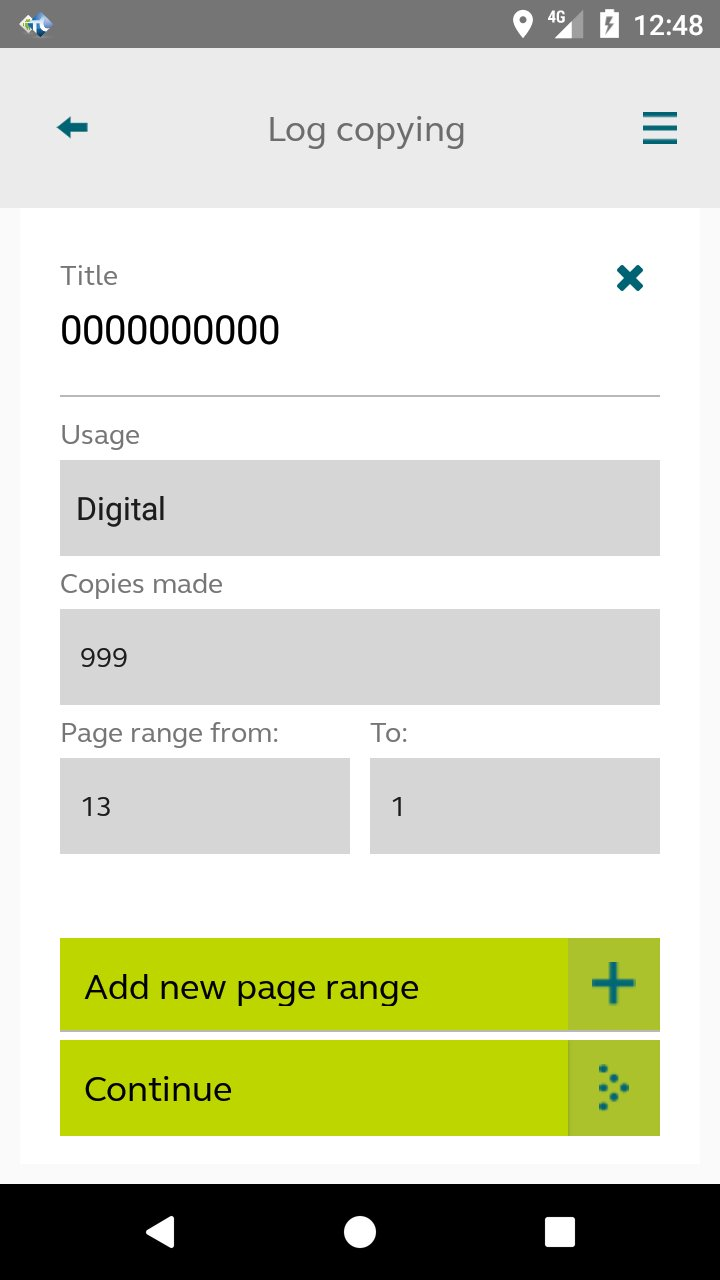 4G 12:48
Log copying
Title
0000000000
Usage
Digital
Copies made
999
Page range from: To:
13 1
Add new page range
Continue